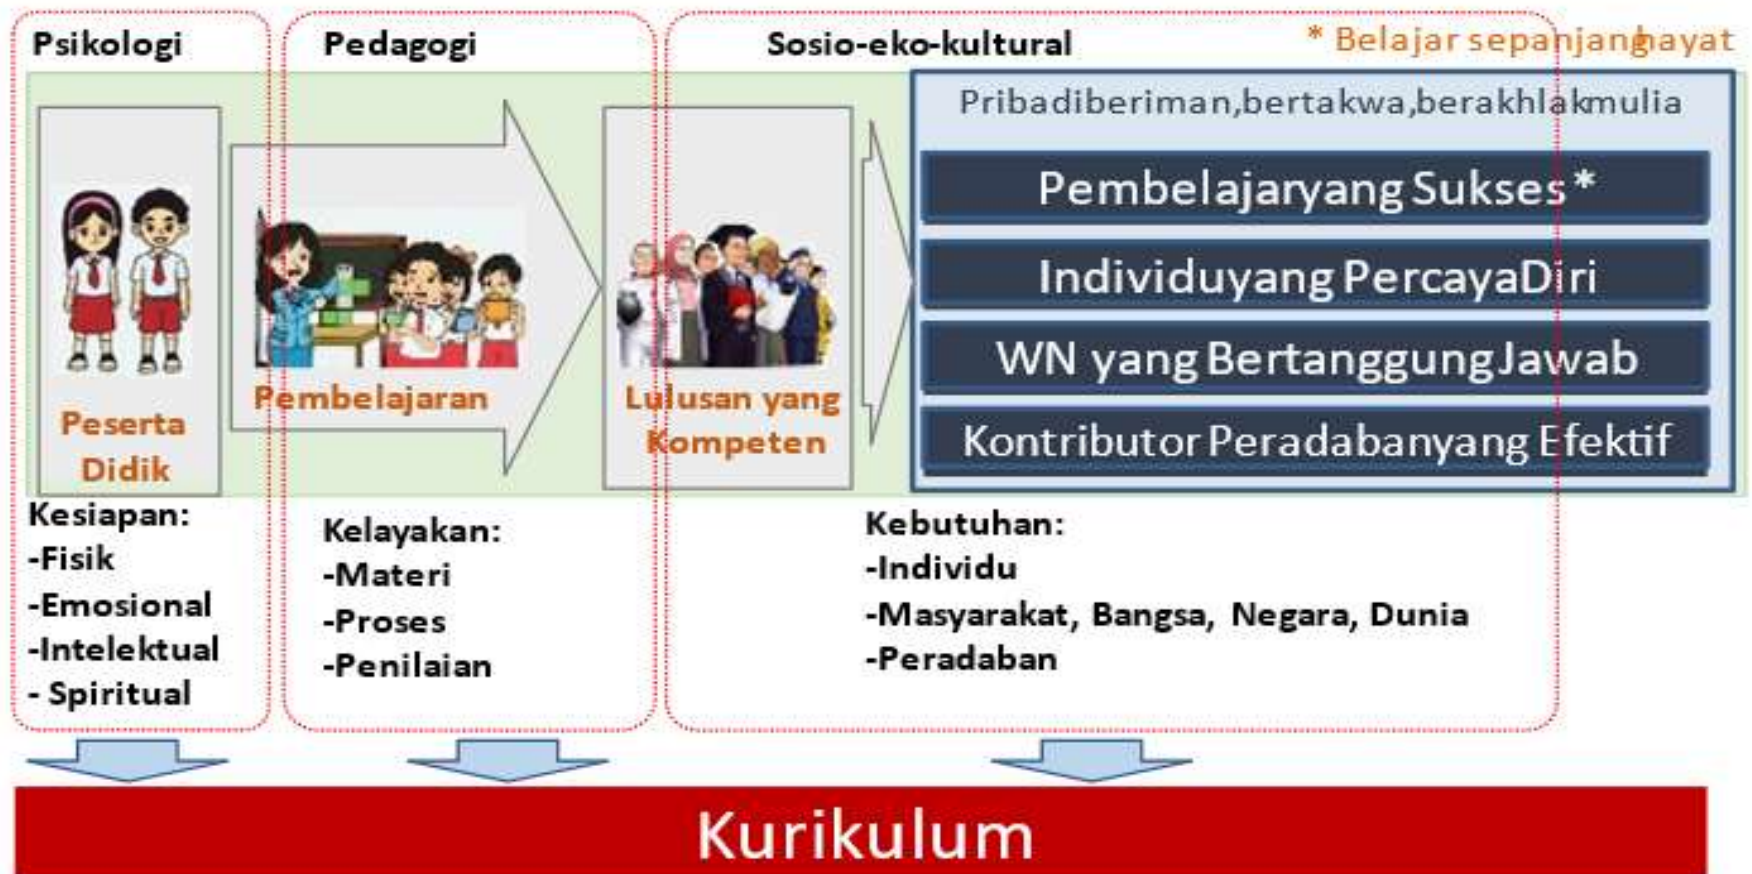 Psikologi
Pedagogi
Sosio-eko-kultural
* Belajar sepanjanghayat
Pribadiberiman,bertakwa,berakhlakmulia
Pembelajaryang Sukses*
Individuyang PercayaDiri
WN yang BertanggungJawab
Kontributor Peradabanyang Efektif
Peserta
Didik
Pembelajaran
Lulusan yang
Kompeten
Kesiapan:
-Fisik
-Emosional
-Intelektual
- Spiritual
Kelayakan:
-Materi
-Proses
-Penilaian
Kebutuhan:
-Individu
-Masyarakat, Bangsa, Negara, Dunia
-Peradaban
Kurikulum